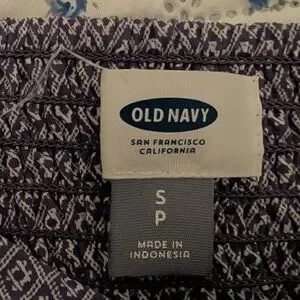 OLD NAVY
SAN FRANCISCO
CALIFORNIA
S
P
MADE IN
INDONESIA